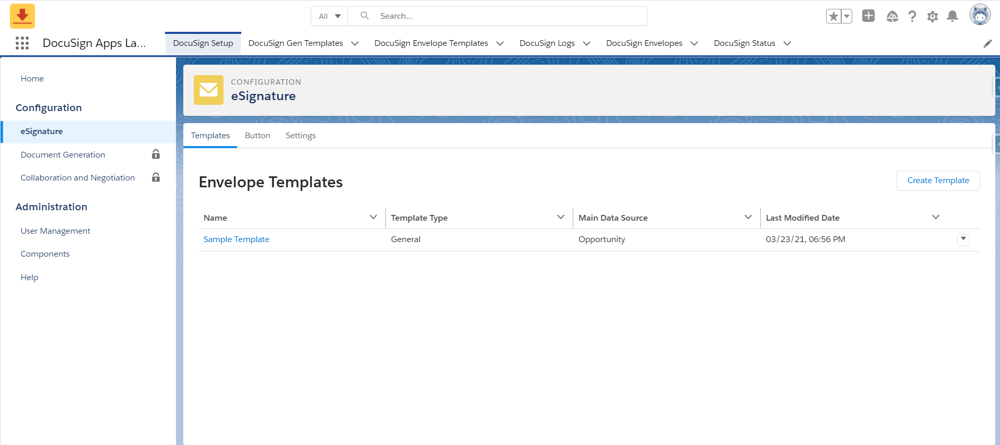 All
Search...
DocuSign Apps La...
DocuSign Setup
DocuSign Gen Templates
DocuSign Envelope Templates
DocuSign Logs
DocuSign Envelopes
DocuSign Status
Home
Configuration
eSignature
Document Generation
Collaboration and Negotiation
Administration
User Management
Components
Help
CONFIGURATION
eSignature
Templates Button Settings
Envelope Templates
Create Template
Name Template Type Main Data Source Last Modified Date
Sample Template General Opportunity 03/23/21, 06:56 PM